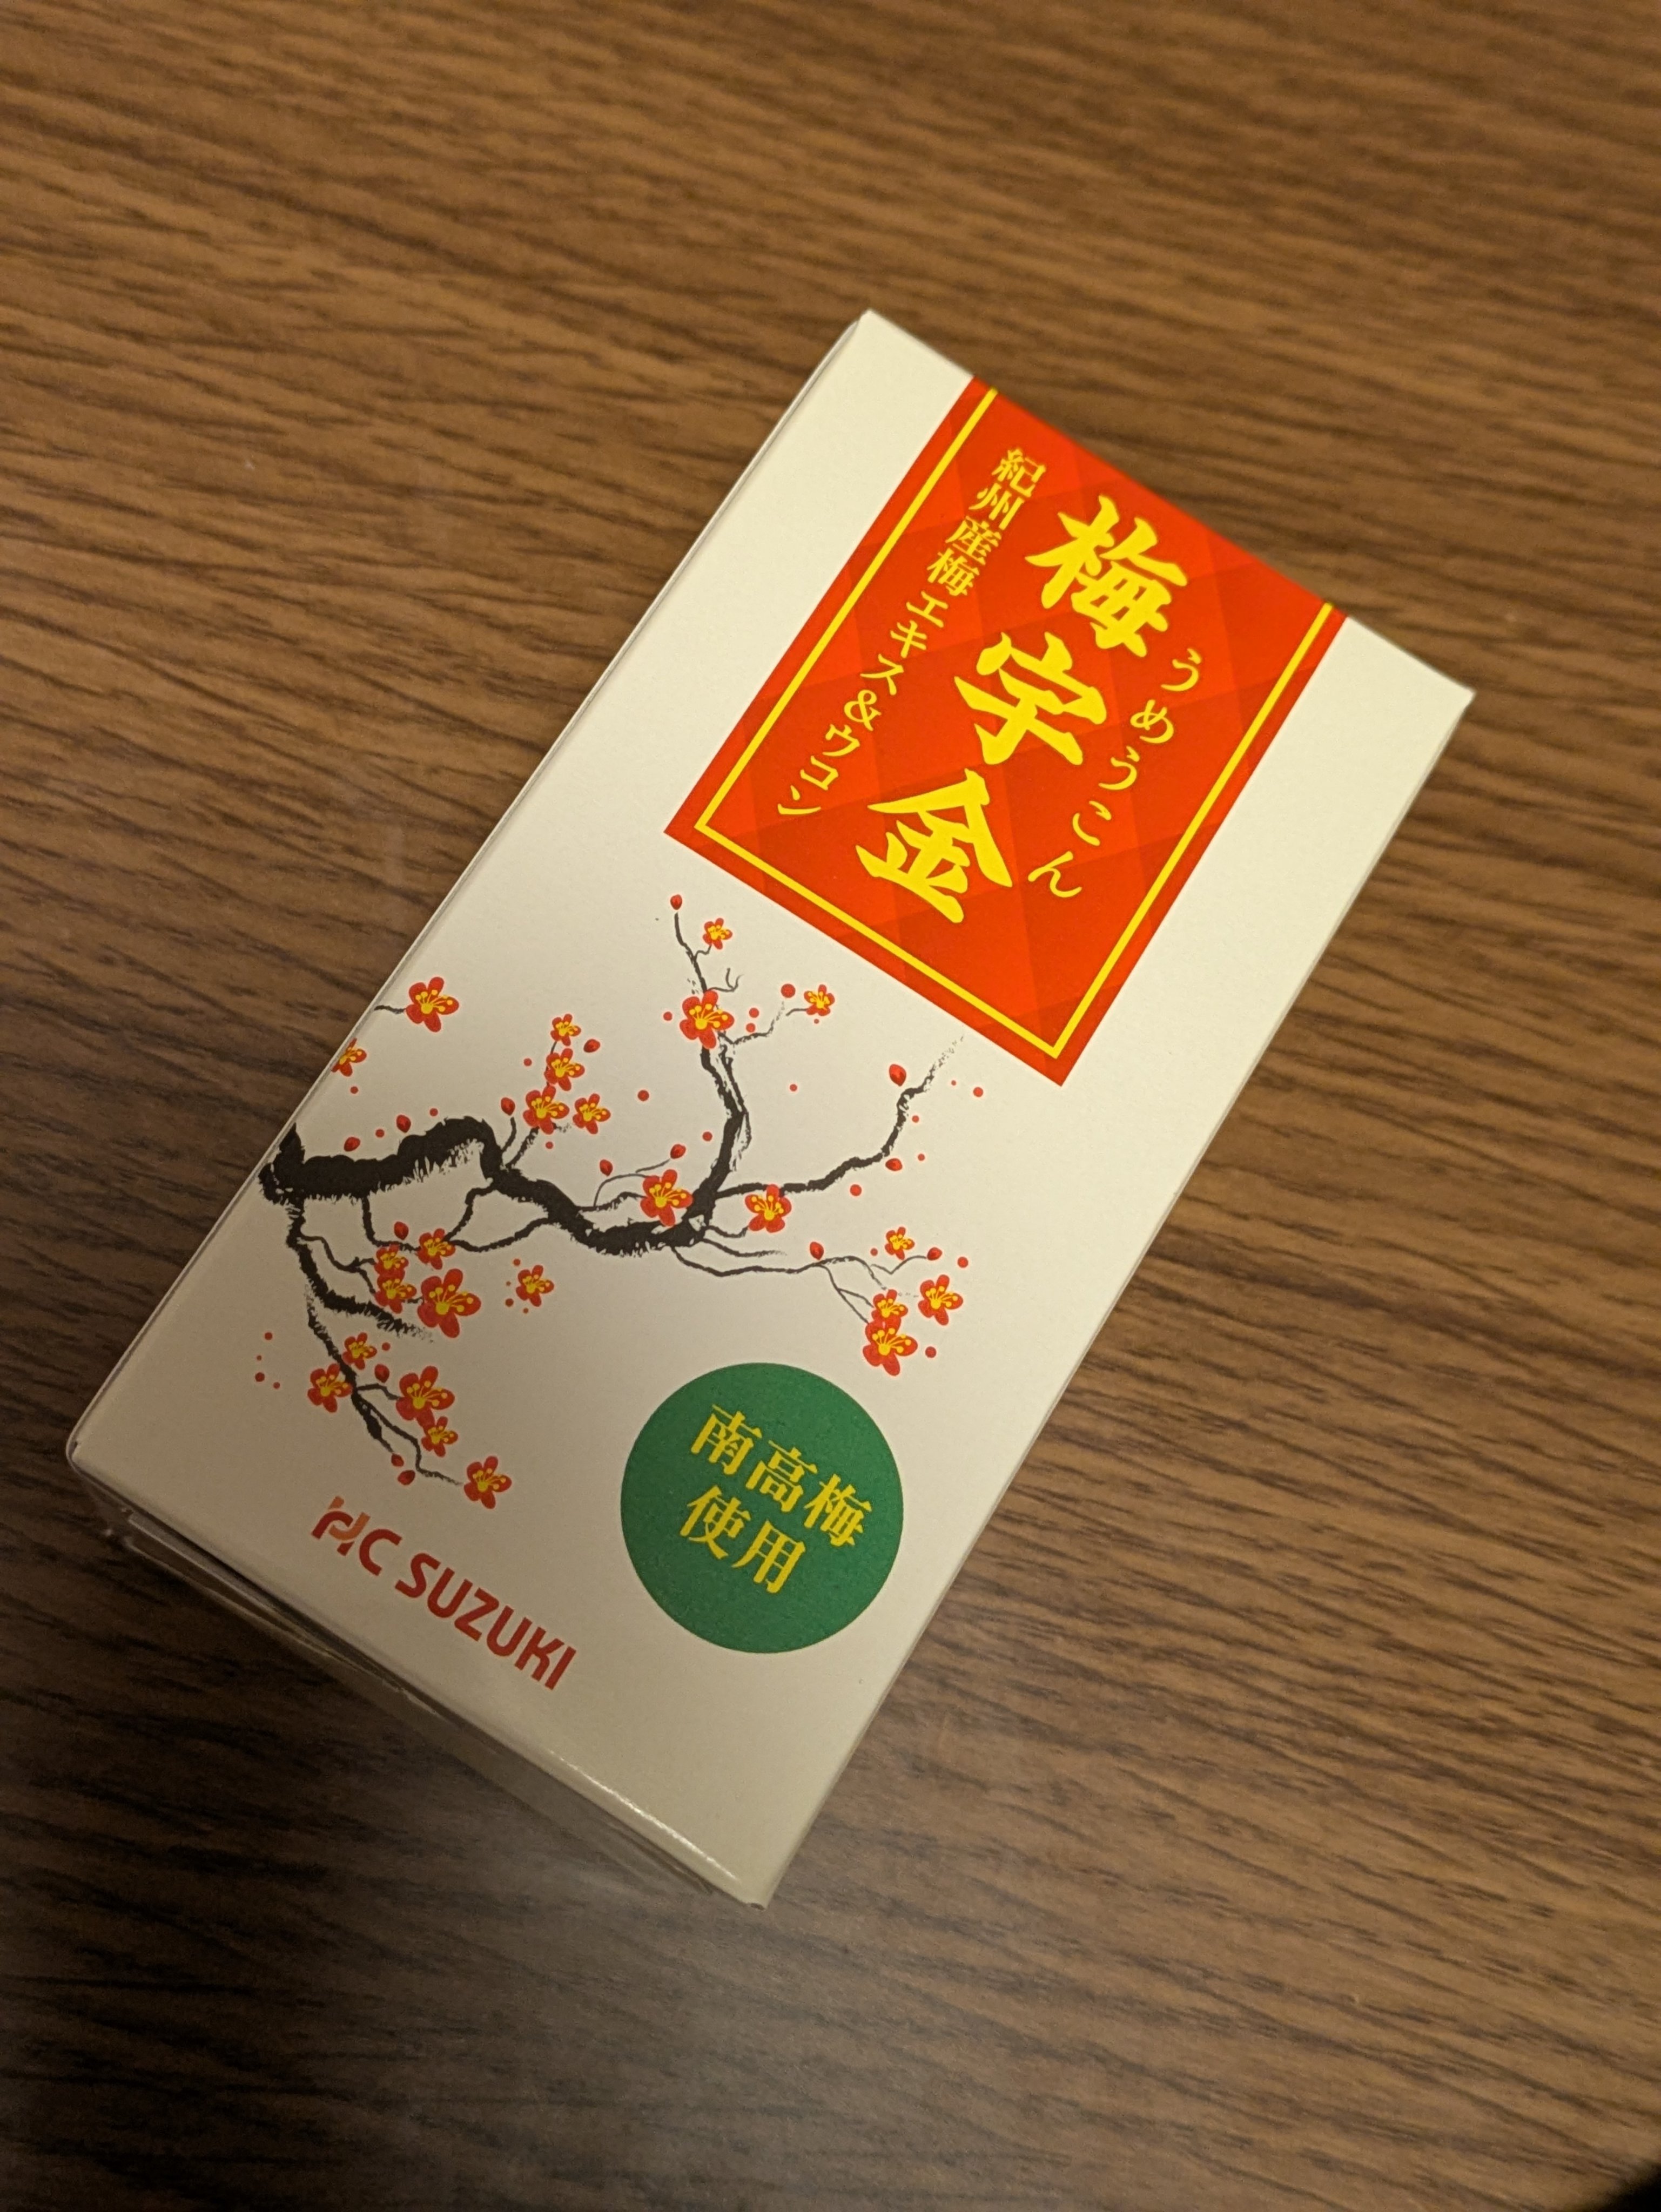 うめうこん
梅宇金
紀州産梅エキス&ウコン
南高梅
使用
HC SUZUKI